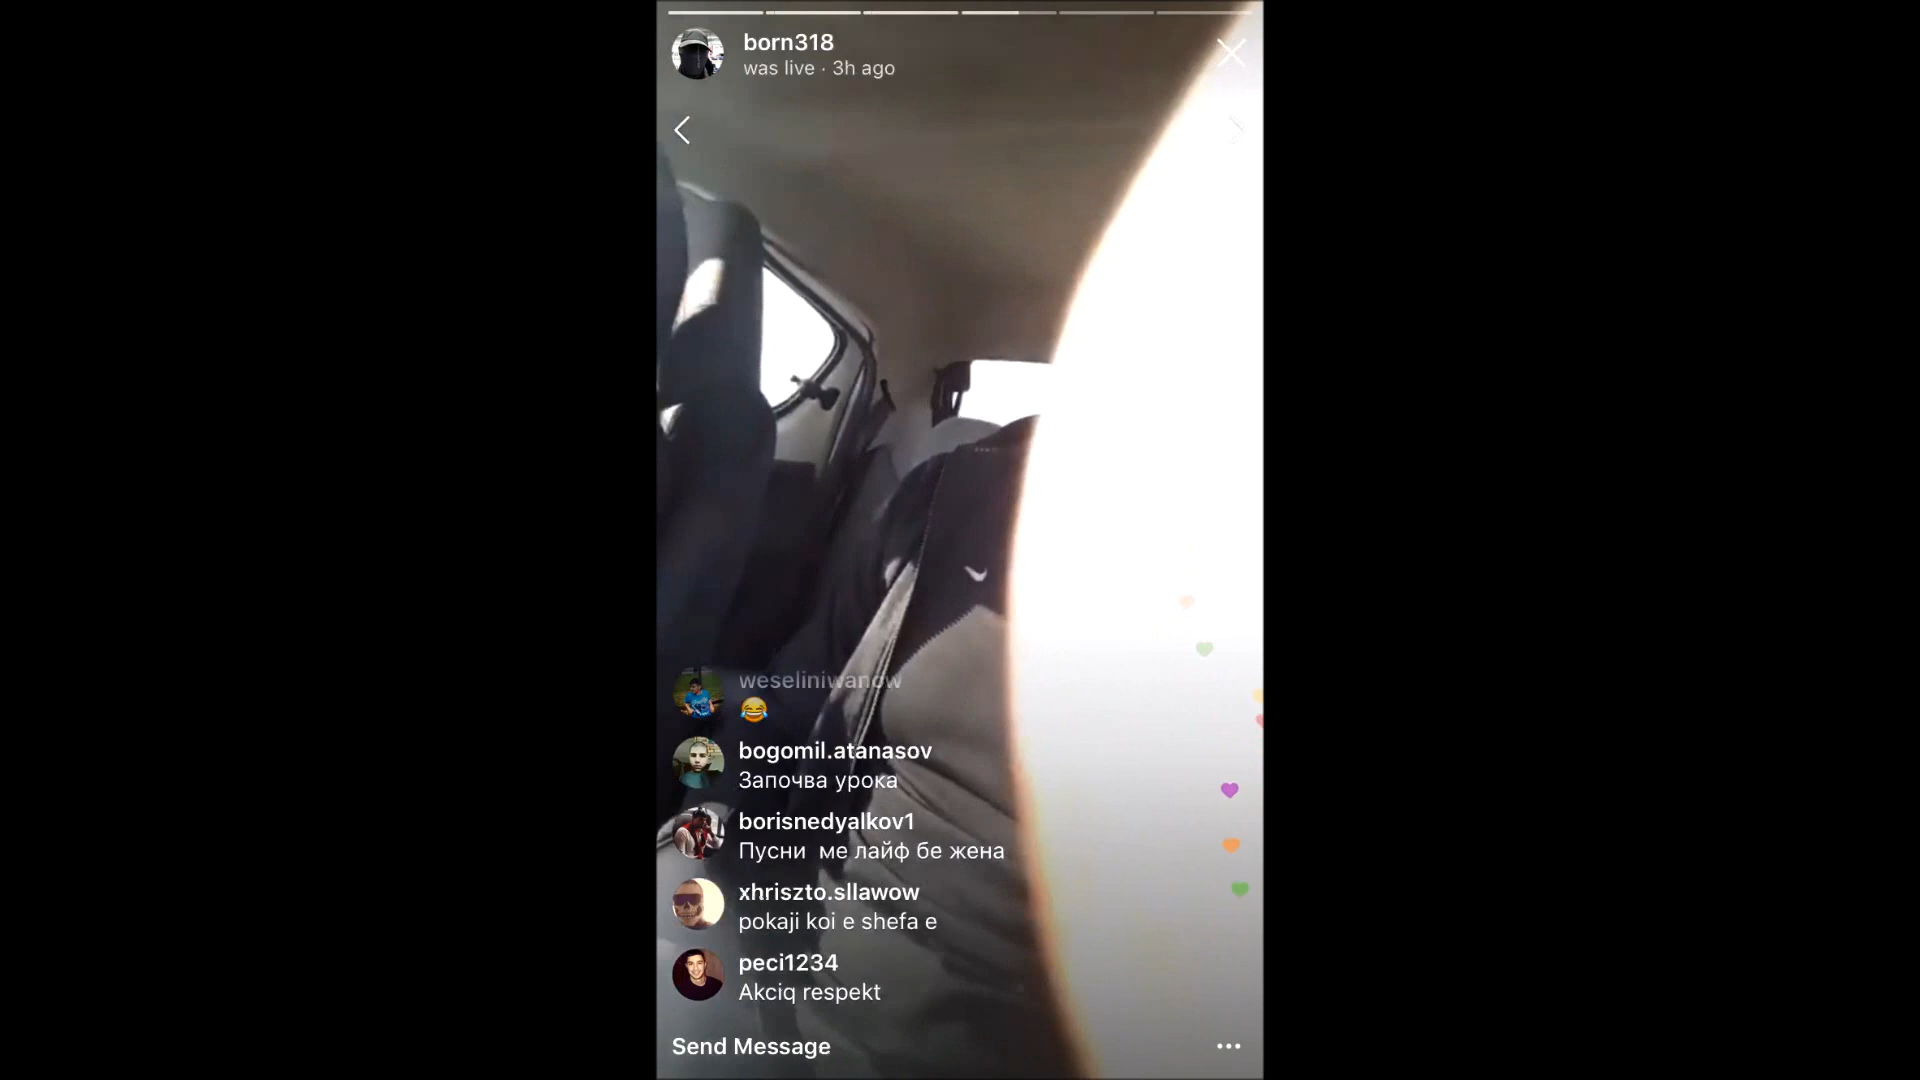 born318
was live · 3h ago
weseliniwanow
😂
bogomil.atanasov
Започва урока
borisnedyalkov1
Пусни  ме лайф бе жена
xhriszto.sllawow
pokaji koi e shefa e
peci1234
Akciq respekt
Send Message